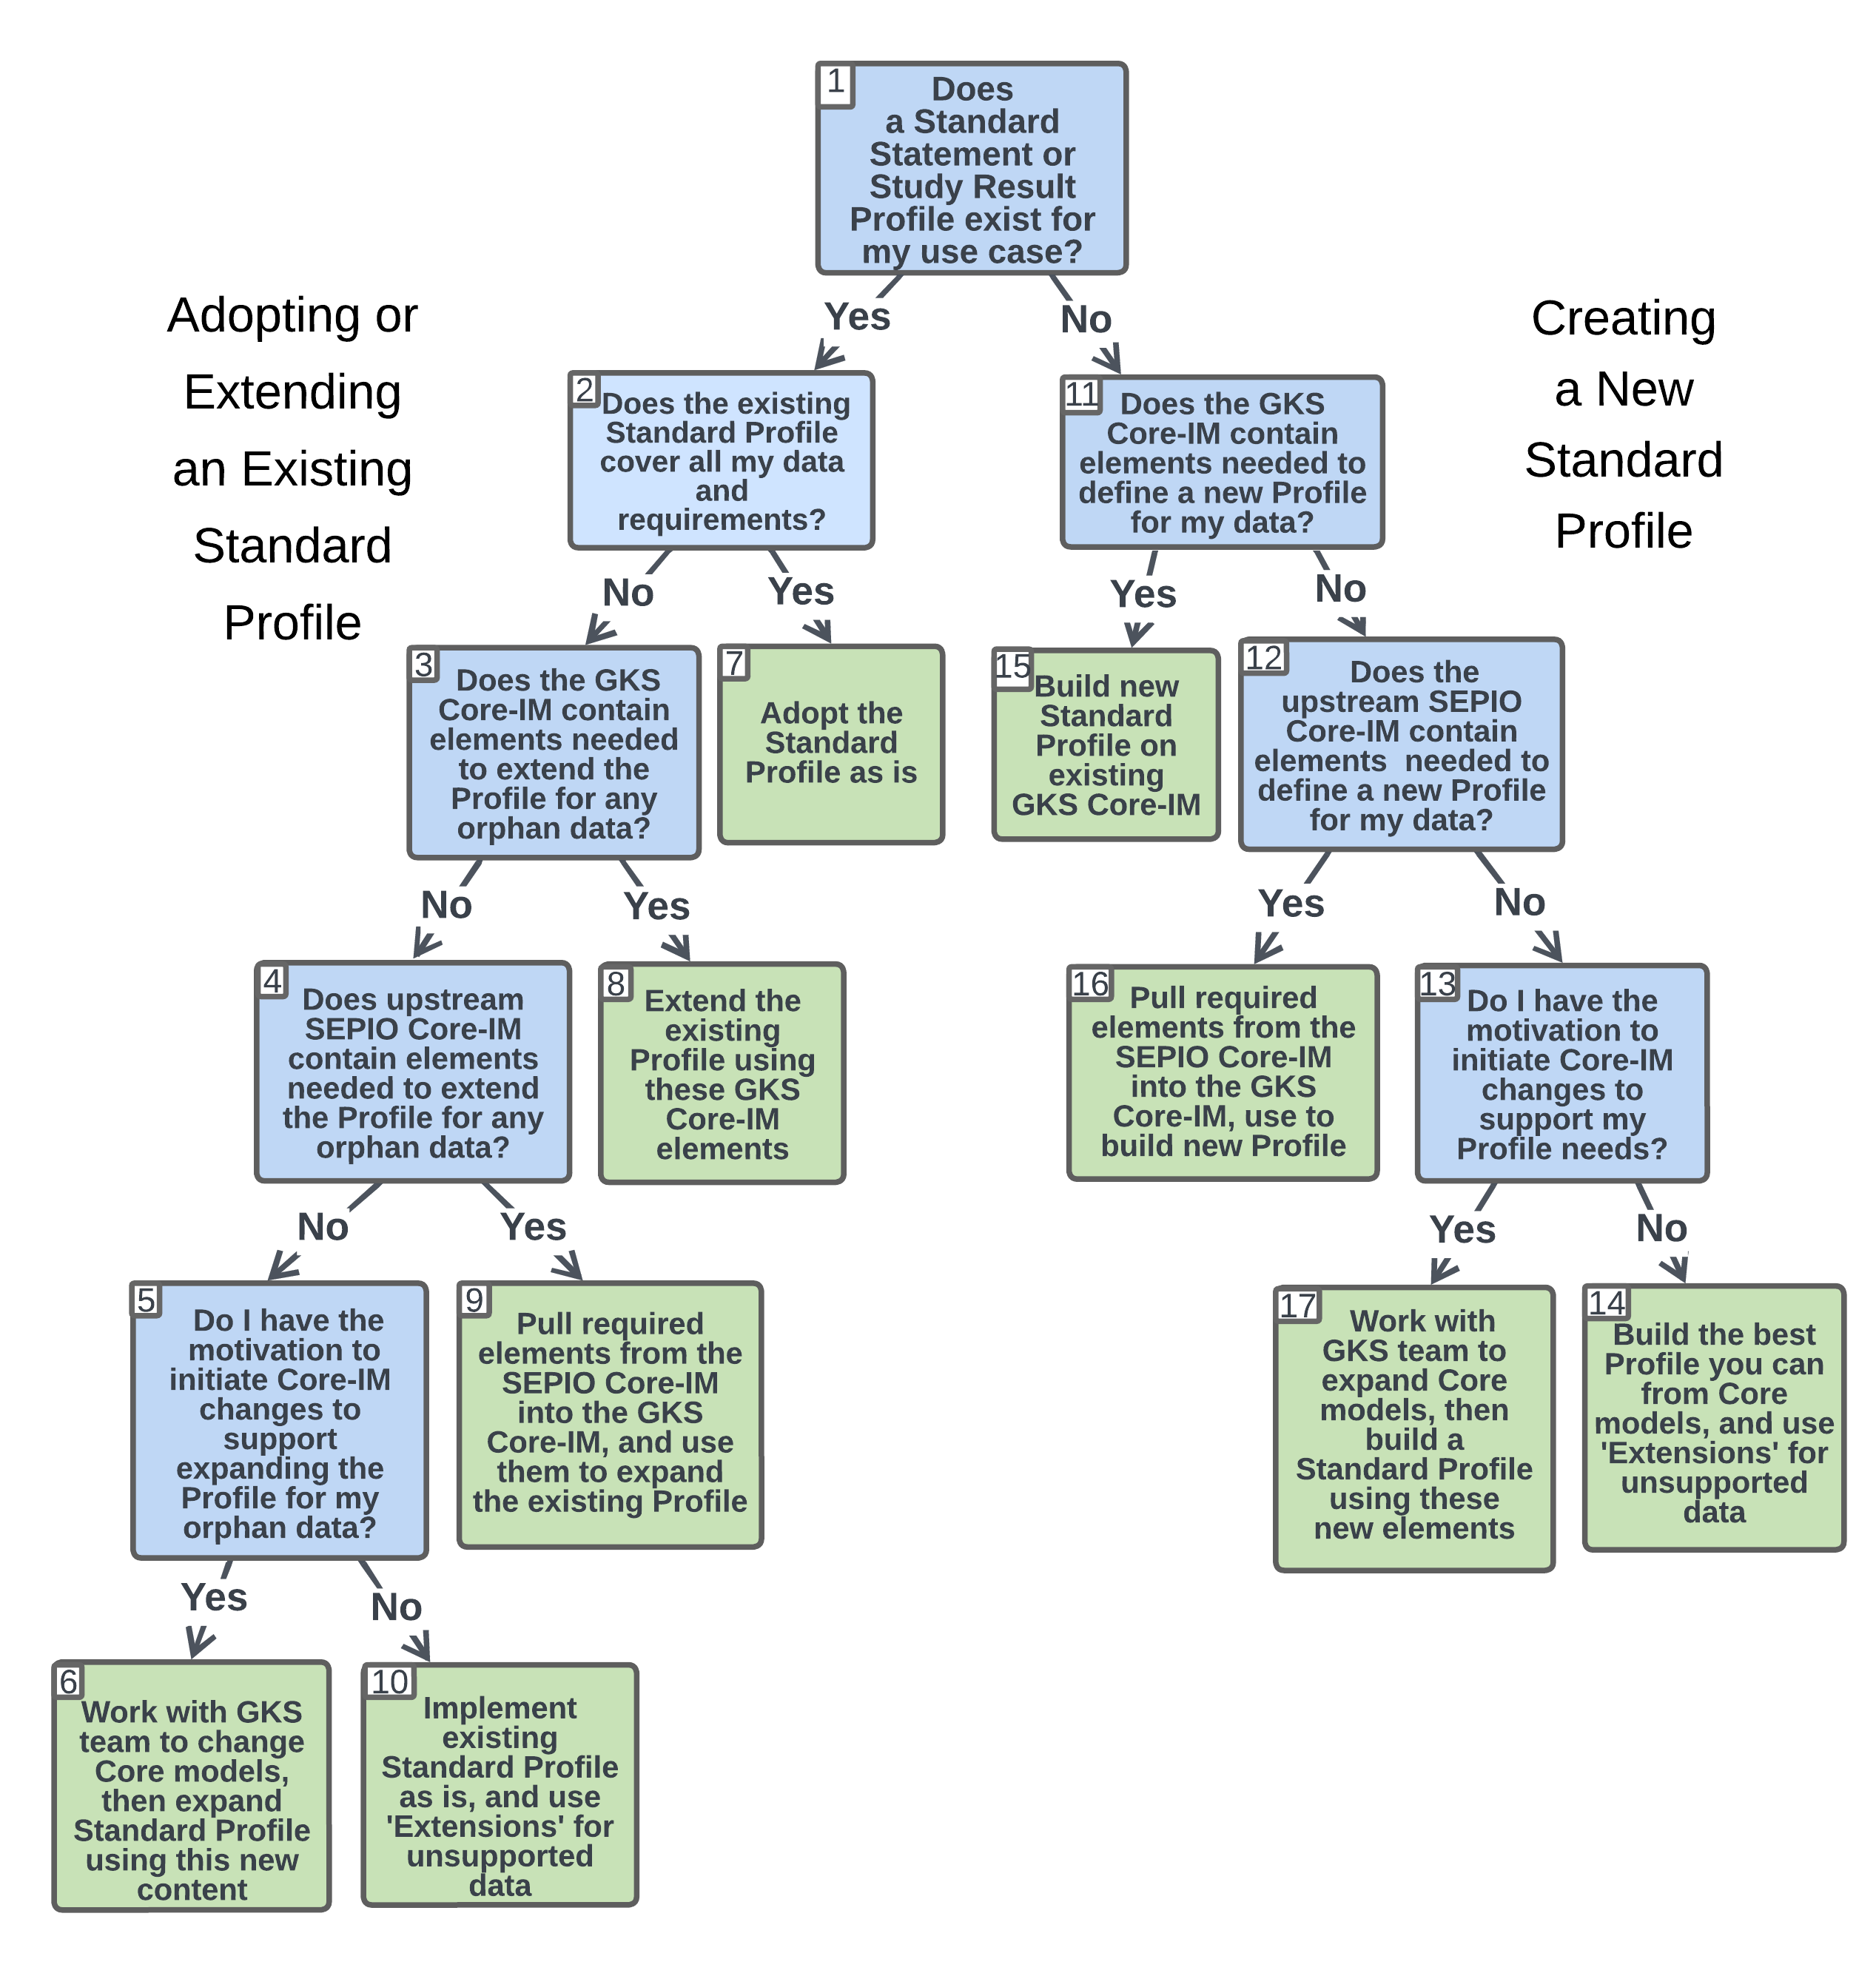 1
Does
a Standard
Statement or
Study Result
Profile exist for
my use case?
Adopting or
Extending
an Existing
Standard
Profile
Creating
a New
Standard
Profile
Yes
No
2
Does the existing
Standard Profile
cover all my data
and
requirements?
11
Does the GKS
Core-IM contain
elements needed to
define a new Profile
for my data?
No
Yes
Yes
No
3
Does the GKS
Core-IM contain
elements needed
to extend the
Profile for any
orphan data?
7
Adopt the
Standard
Profile as is
15
Build new
Standard
Profile on
existing
GKS Core-IM
12
Does the
upstream SEPIO
Core-IM contain
elements  needed to
define a new Profile
for my data?
No
Yes
Yes
No
4
Does upstream
SEPIO Core-IM
contain elements
needed to extend
the Profile for any
orphan data?
8
Extend the
existing
Profile using
these GKS
Core-IM
elements
16
Pull required
elements from the
SEPIO Core-IM
into the GKS
Core-IM, use to
build new Profile
13
Do I have the
motivation to
initiate Core-IM
changes to
support my
Profile needs?
No
Yes
Yes
No
5
Do I have the
motivation to
initiate Core-IM
changes to
support
expanding the
Profile for my
orphan data?
9
Pull required
elements from the
SEPIO Core-IM
into the GKS
Core-IM, and use
them to expand
the existing Profile
17
Work with
GKS team to
expand Core
models, then
build a
Standard Profile
using these
new elements
14
Build the best
Profile you can
from Core
models, and use
'Extensions' for
unsupported
data
Yes
No
6
Work with GKS
team to change
Core models,
then expand
Standard Profile
using this new
content
10
Implement
existing
Standard Profile
as is, and use
'Extensions' for
unsupported
data